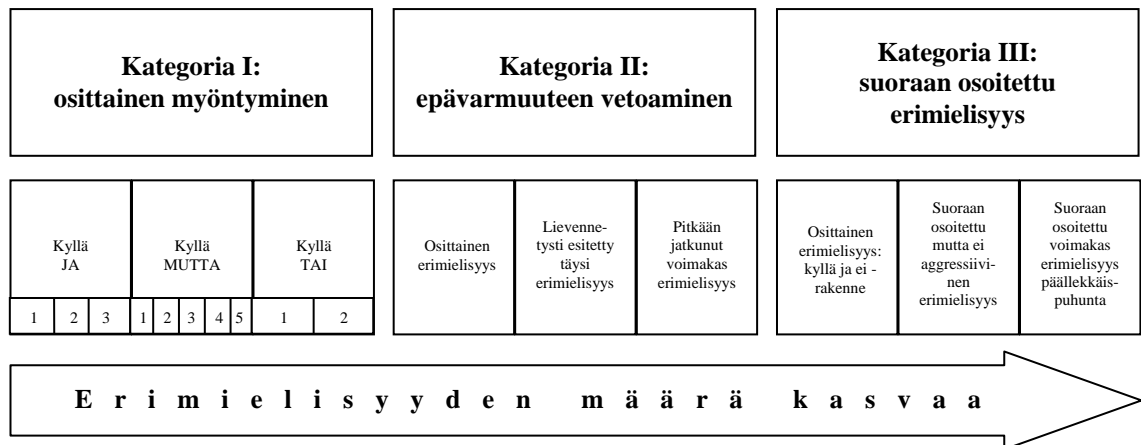 Kategoria I:
osittainen myöntyminen
Kategoria II:
epävarmuuteen vetoaminen
Kategoria III:
suoraan osoitettu
erimielisyys
Kyllä
JA
Kyllä
MUTTA
Kyllä
TAI
1 2 3 1 2 3 4 5 1 2
Osittainen
erimielisyys
Lievenne-
tysti esitetty
täysi
erimielisyys
Pitkään
jatkunut
voimakas
erimielisyys
Osittainen
erimielisyys:
kyllä ja ei -
rakenne
Suoraan
osoitettu
mutta ei
aggressiivi-
nen
erimielisyys
Suoraan
osoitettu
voimakas
erimielisyys
päällekkäis-
puhunta
Erimielisyyden määrä kasvaa